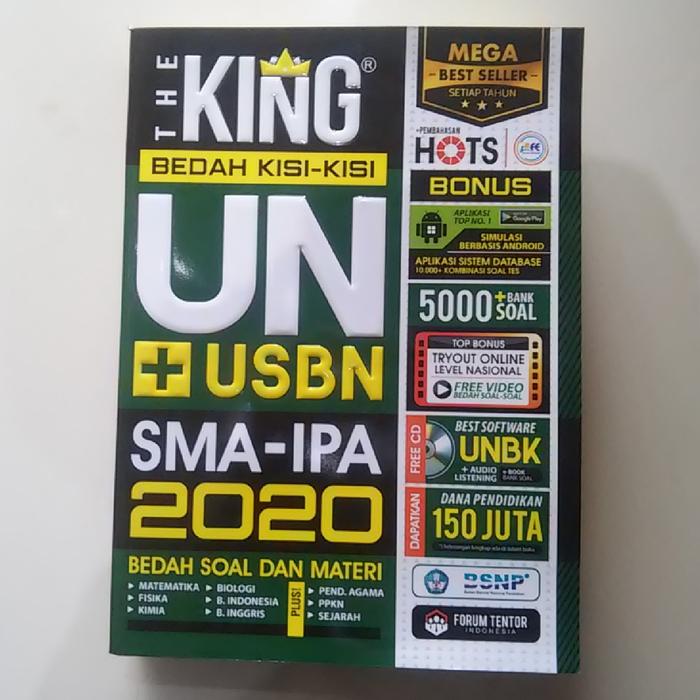 THE
KING®
BEDAH KISI-KISI
UN
+ USBN
SMA-IPA
2020
BEDAH SOAL DAN MATERI
MATEMATIKA
FISIKA
KIMIA
BIOLOGI
B. INDONESIA
B. INGGRIS
PLUS!
PEND. AGAMA
PPKN
SEJARAH
MEGA
BEST SELLER
SETIAP TAHUN
+PEMBAHASAN
HOTS
BONUS
APLIKASI
TOP NO. 1
Google Play
SIMULASI
BERBASIS ANDROID
APLIKASI SISTEM DATABASE
10.000+ KOMBINASI SOAL TES
5000+ BANK
SOAL
TOP BONUS
TRYOUT ONLINE
LEVEL NASIONAL
FREE VIDEO
BEDAH SOAL-SOAL
FREE CD
BEST SOFTWARE
UNBK
+ AUDIO
LISTENING
+ BOOK
BANK SOAL
DAPATKAN
DANA PENDIDIKAN
150 JUTA
BSNP
FORUM TENTOR
INDONESIA